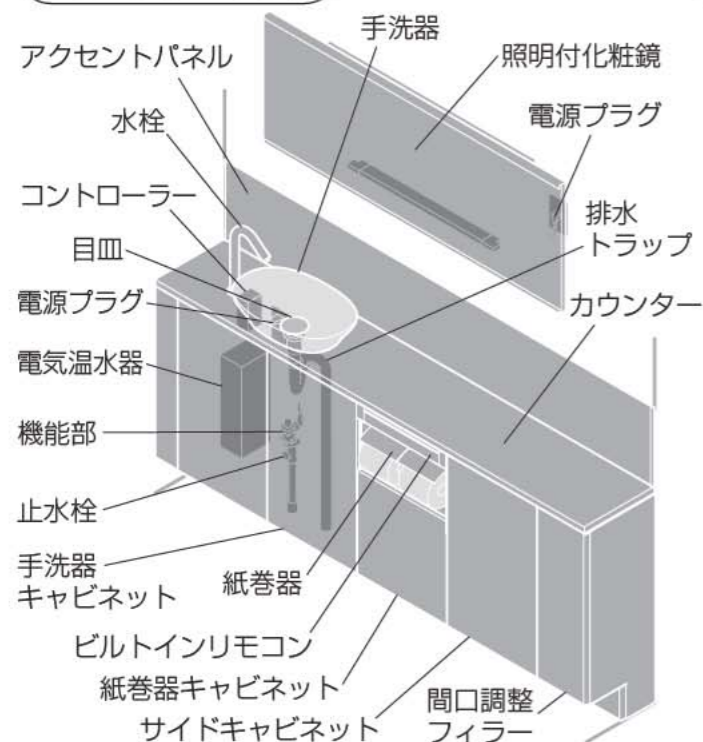 手洗器
アクセントパネル
照明付化粧鏡
水栓
電源プラグ
コントローラー
排水
トラップ
目皿
電源プラグ
カウンター
電気温水器
機能部
止水栓
手洗器
キャビネット
紙巻器
ビルトインリモコン
紙巻器キャビネット
間口調整
フィラー
サイドキャビネット